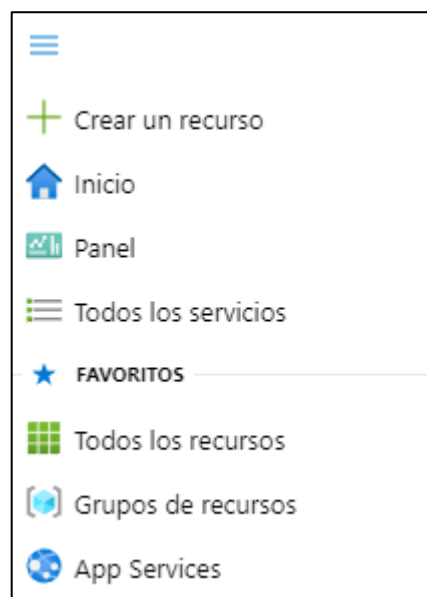 Crear un recurso
Inicio
Panel
Todos los servicios
FAVORITOS
Todos los recursos
Grupos de recursos
App Services